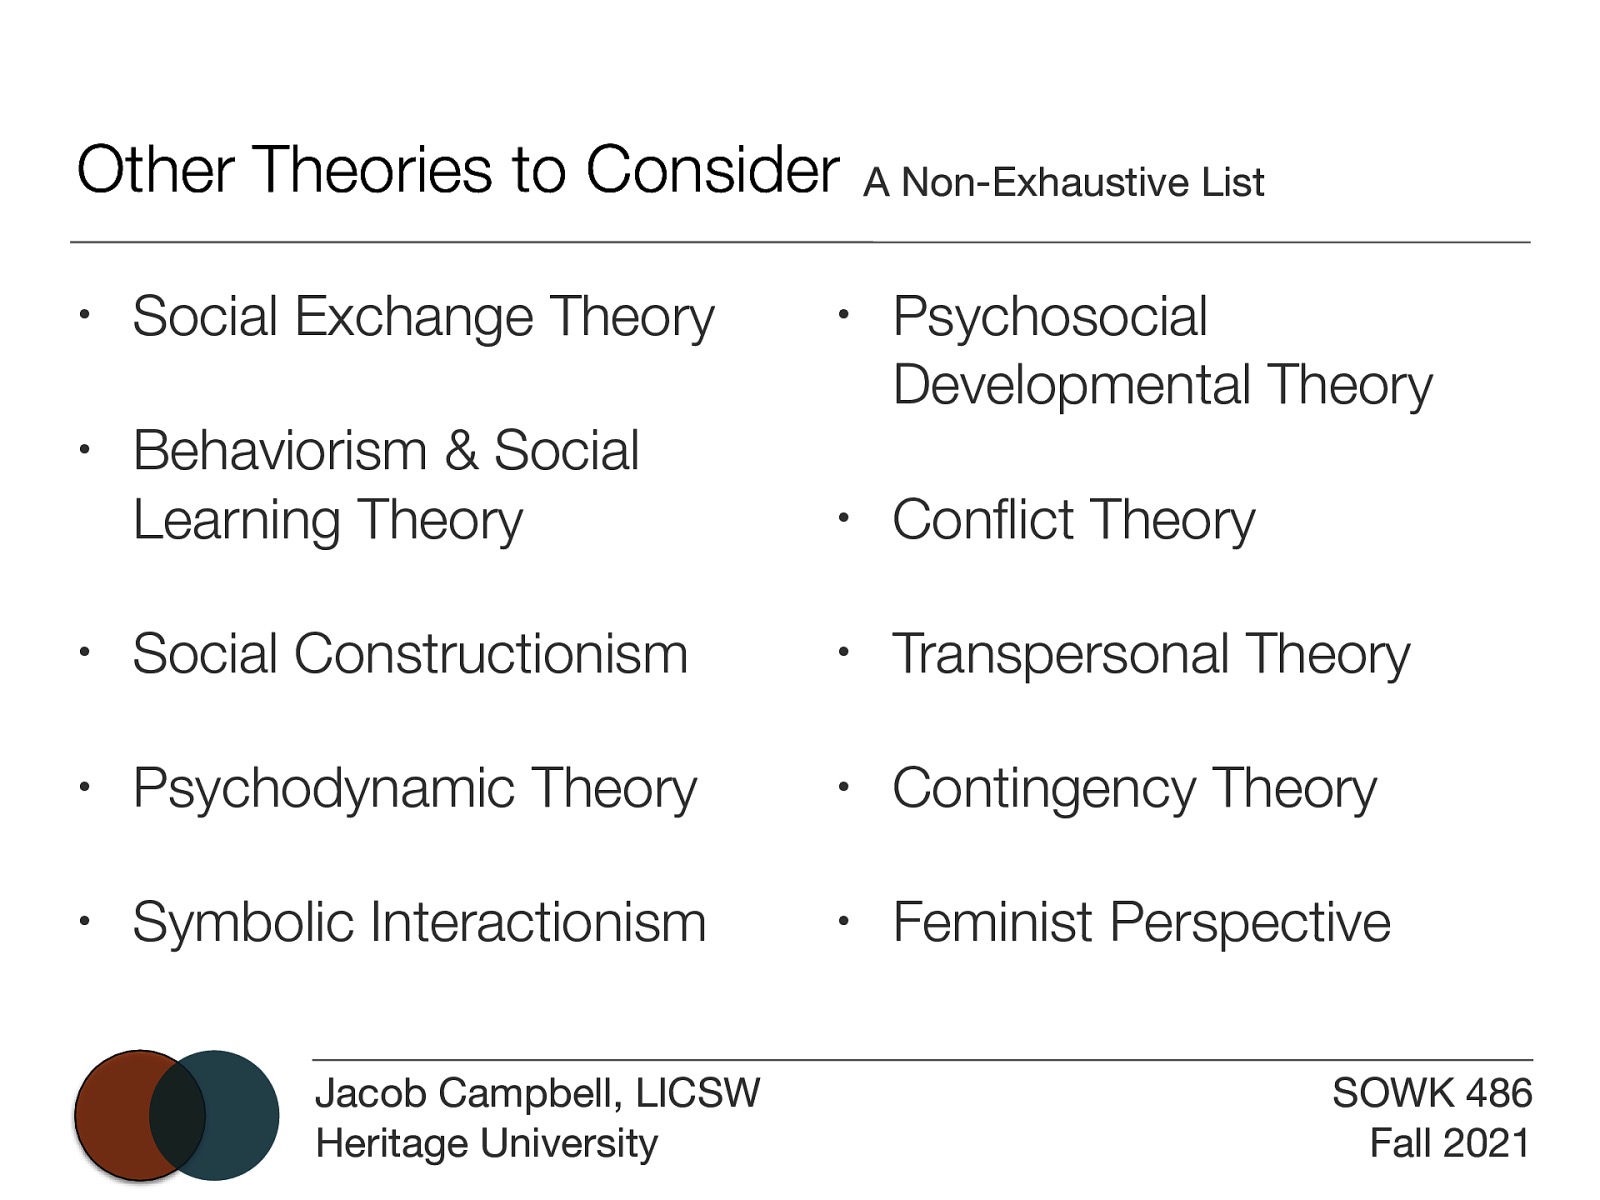 Other Theories to Consider A Non-Exhaustive List
• Social Exchange Theory
• Behaviorism & Social
Learning Theory
• Social Constructionism
• Psychodynamic Theory
• Symbolic Interactionism
• Psychosocial
Developmental Theory
• Conflict Theory
• Transpersonal Theory
• Contingency Theory
• Feminist Perspective
Jacob Campbell, LICSW
Heritage University
SOWK 486
Fall 2021